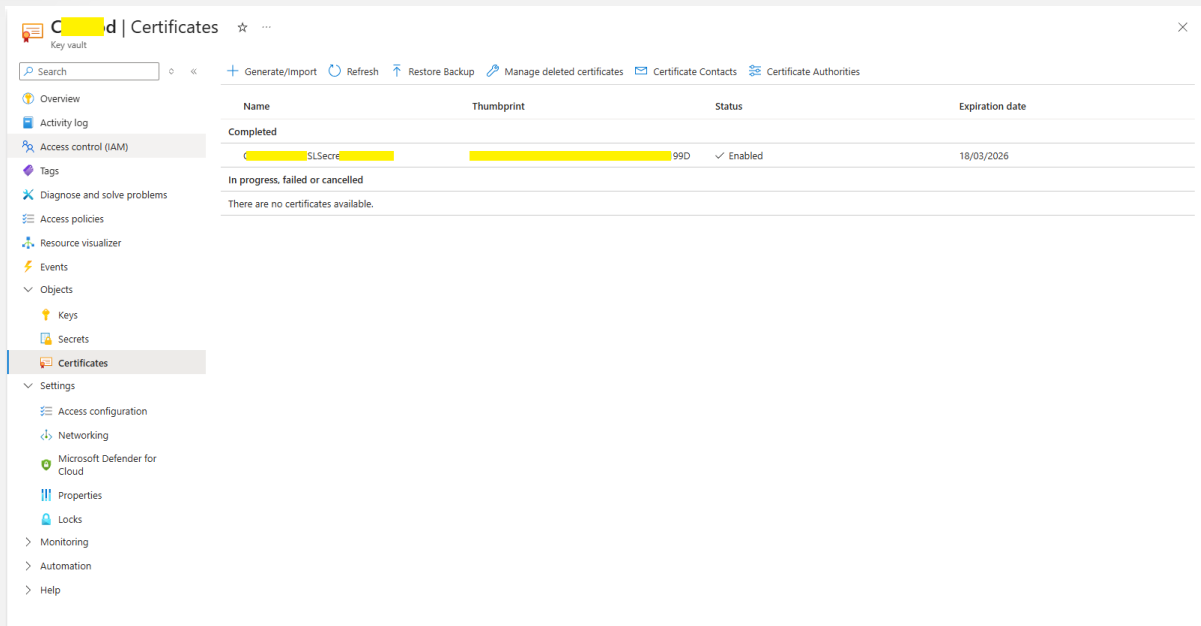 | Certificates
Key vault
Search
Generate/Import Refresh Restore Backup Manage deleted certificates Certificate Contacts Certificate Authorities
Overview
Activity log
Access control (IAM)
Tags
Diagnose and solve problems
Access policies
Resource visualizer
Events
Objects
Keys
Secrets
Certificates
Settings
Access configuration
Networking
Microsoft Defender for
Cloud
Properties
Locks
Monitoring
Automation
Help
Name Thumbprint Status Expiration date
Completed
SLSecre 99D Enabled 18/03/2026
In progress, failed or cancelled
There are no certificates available.